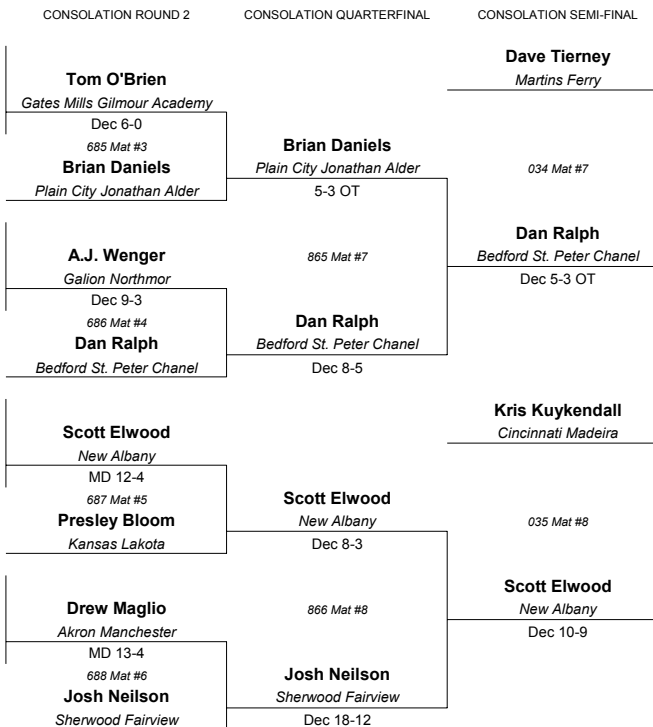 CONSOLATION ROUND 2
CONSOLATION QUARTERFINAL
CONSOLATION SEMI-FINAL
Tom O'Brien
Gates Mills Gilmour Academy
Dec 6-0
685 Mat #3
Brian Daniels
Plain City Jonathan Alder
A.J. Wenger
Galion Northmor
Dec 9-3
686 Mat #4
Dan Ralph
Bedford St. Peter Chanel
Scott Elwood
New Albany
MD 12-4
687 Mat #5
Presley Bloom
Kansas Lakota
Drew Maglio
Akron Manchester
MD 13-4
688 Mat #6
Josh Neilson
Sherwood Fairview
Brian Daniels
Plain City Jonathan Alder
5-3 OT
865 Mat #7
Dan Ralph
Bedford St. Peter Chanel
Dec 8-5
Scott Elwood
New Albany
Dec 8-3
866 Mat #8
Josh Neilson
Sherwood Fairview
Dec 18-12
Dave Tierney
Martins Ferry
034 Mat #7
Dan Ralph
Bedford St. Peter Chanel
Dec 5-3 OT
Kris Kuykendall
Cincinnati Madeira
035 Mat #8
Scott Elwood
New Albany
Dec 10-9